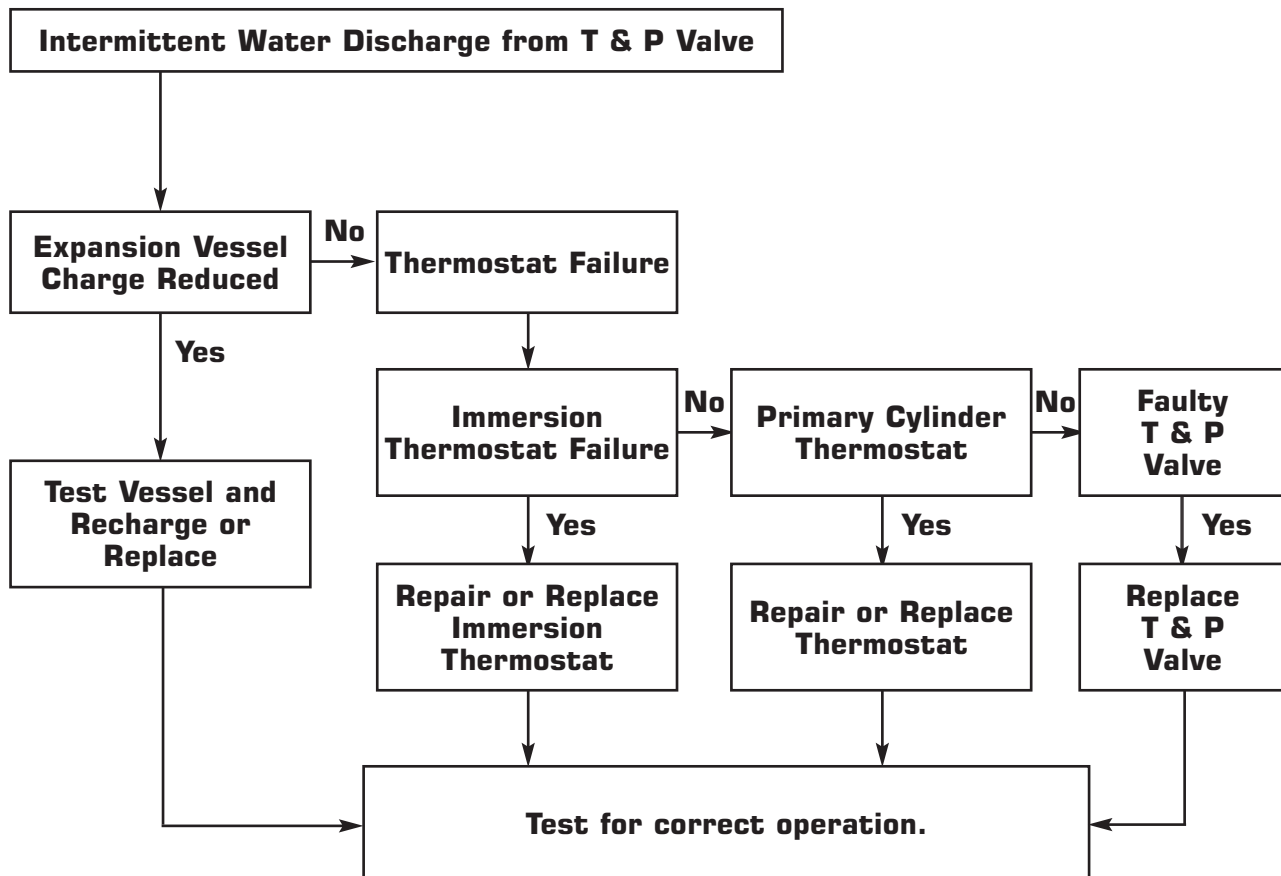 Intermittent Water Discharge from T & P Valve
Expansion Vessel
Charge Reduced
No
Thermostat Failure
Yes
Immersion
Thermostat Failure
No
Primary Cylinder
Thermostat
No
Faulty
T & P
Valve
Test Vessel and
Recharge or
Replace
Yes
Yes
Yes
Repair or Replace
Immersion
Thermostat
Repair or Replace
Thermostat
Replace
T & P
Valve
Test for correct operation.